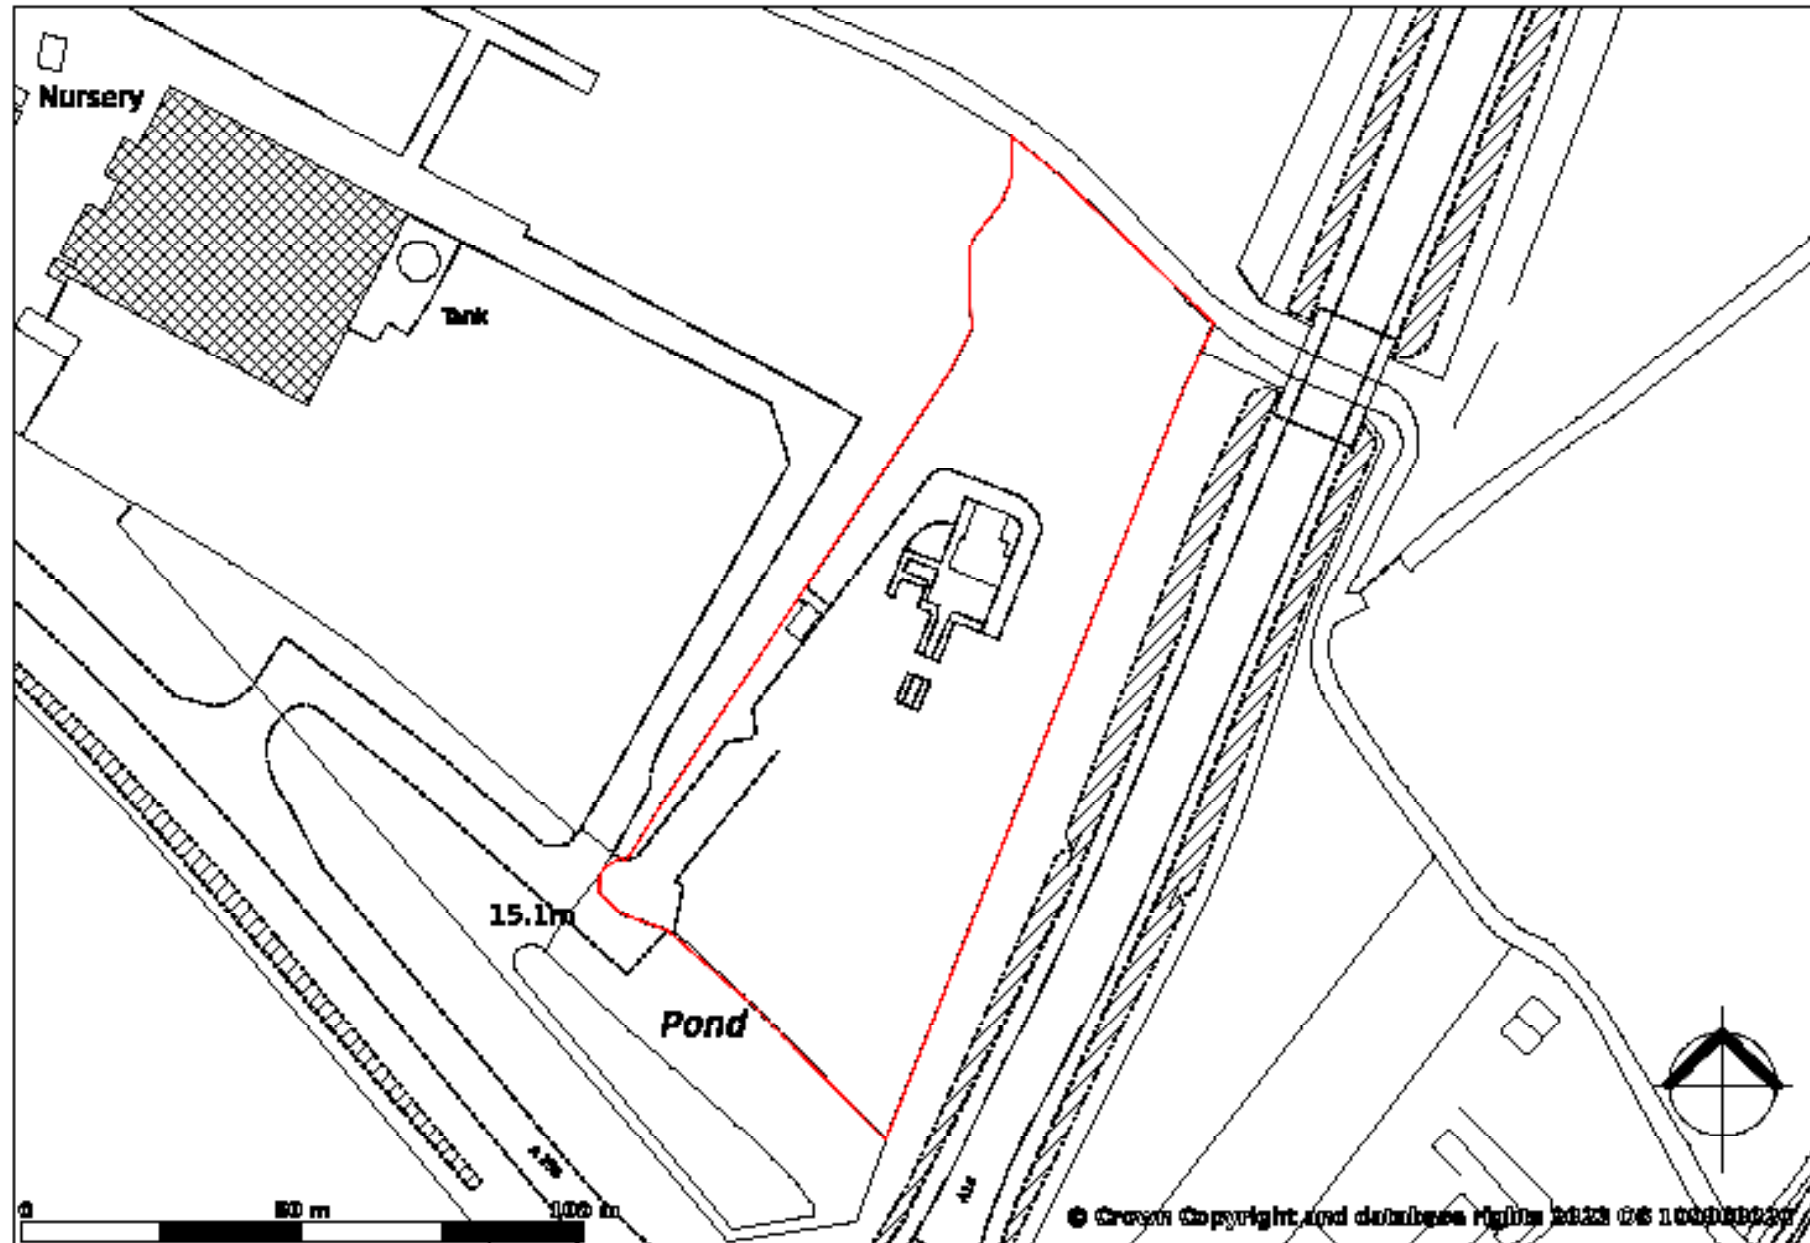 Nursery
Tank
15.1m
Pond
0 50 m 100 m
© Crown Copyright and database rights